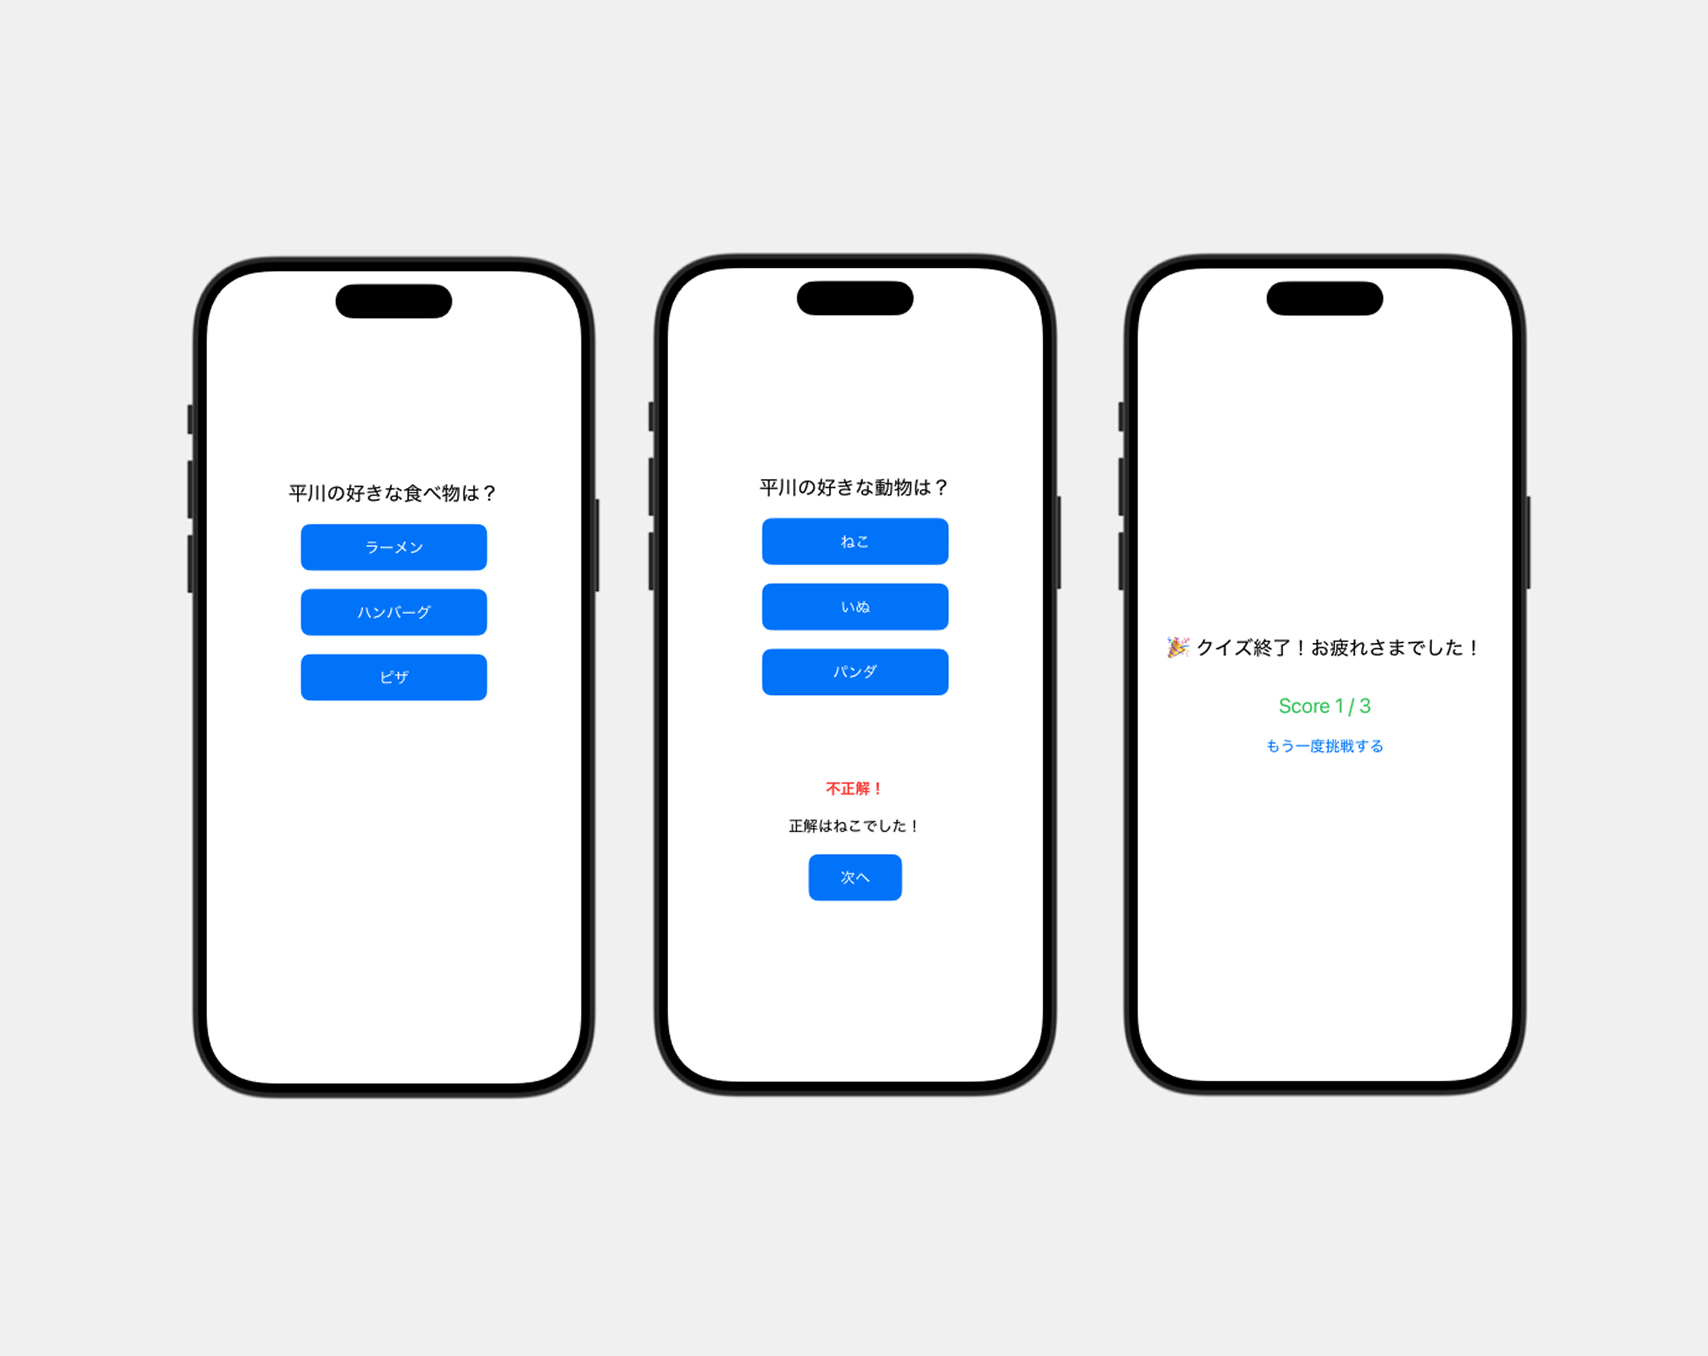 平川の好きな食べ物は？
ラーメン
ハンバーグ
ピザ
平川の好きな動物は？
ねこ
いぬ
パンダ
不正解！
正解はねこでした！
次へ
🎉 クイズ終了！お疲れさまでした！
Score 1 / 3
もう一度挑戦する